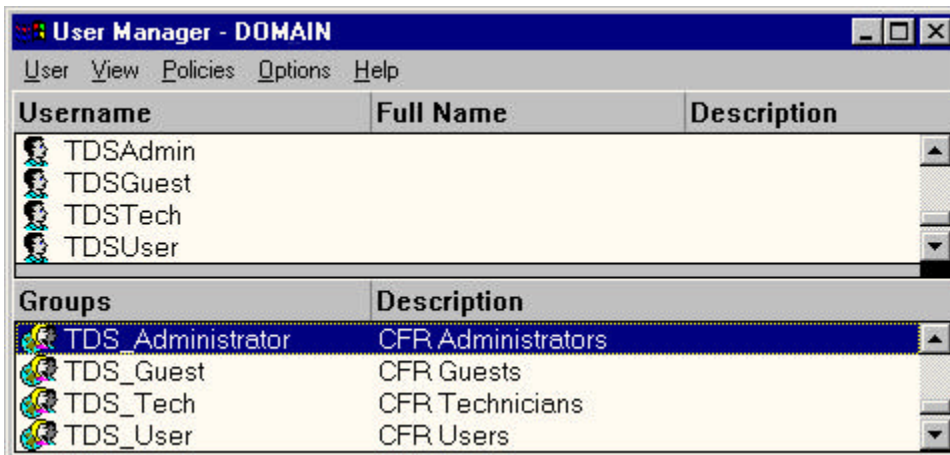 User Manager - DOMAIN
User View Policies Options Help
Username Full Name Description
TDSAdmin
TDSGuest
TDSTech
TDSUser
Groups Description
TDS_Administrator CFR Administrators
TDS_Guest CFR Guests
TDS_Tech CFR Technicians
TDS_User CFR Users